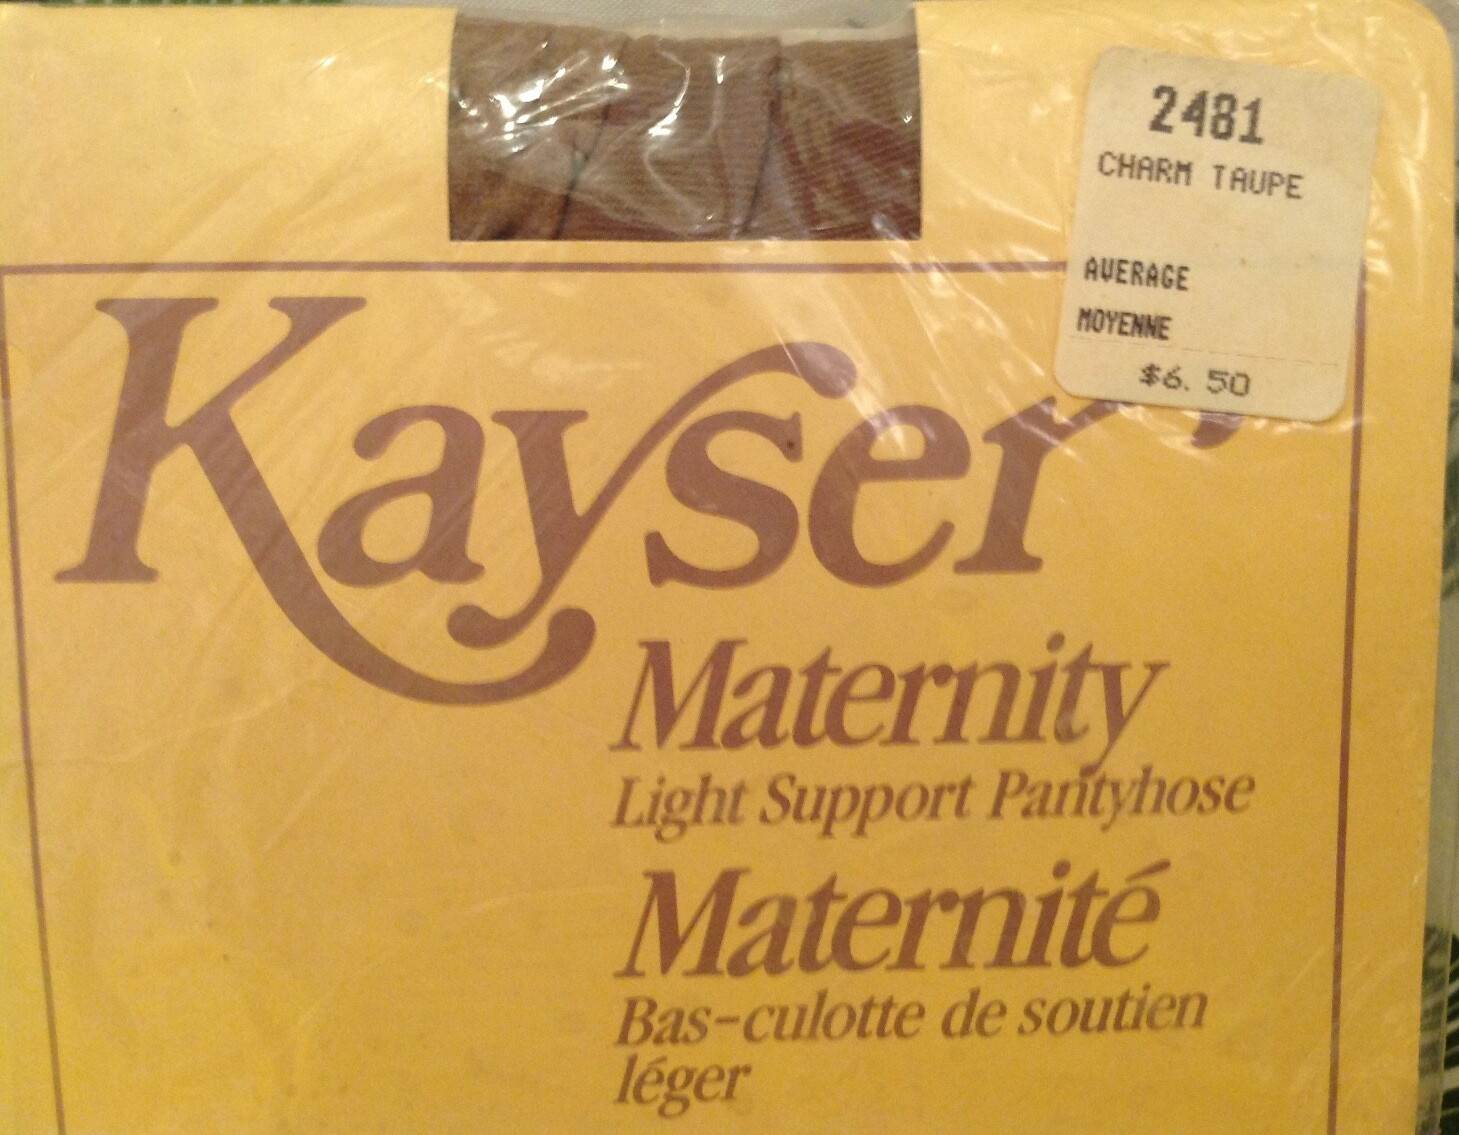 2481
CHARM TAUPE
AVERAGE
MOYENNE
$6.50
Kayser
Maternity
Light Support Pantyhose
Maternité
Bas-culotte de soutien
léger